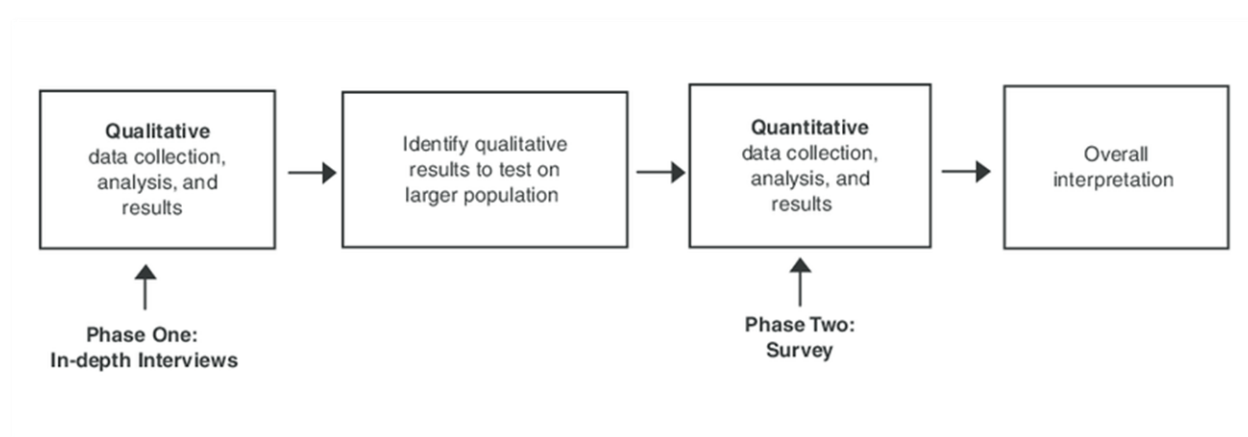 Qualitative
data collection,
analysis, and
results
Identify qualitative
results to test on
larger population
Quantitative
data collection,
analysis, and
results
Overall
interpretation
Phase One:
In-depth Interviews
Phase Two:
Survey